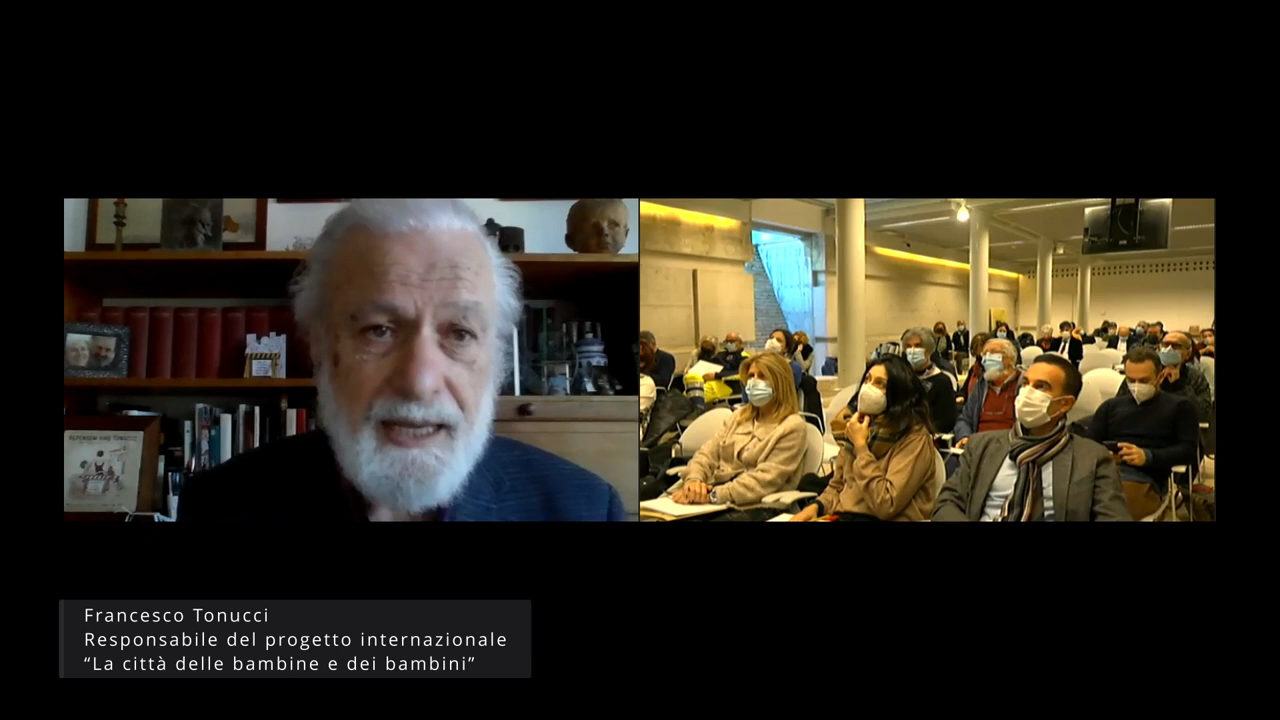 Francesco Tonucci
Responsabile del progetto internazionale
“La città delle bambine e dei bambini”